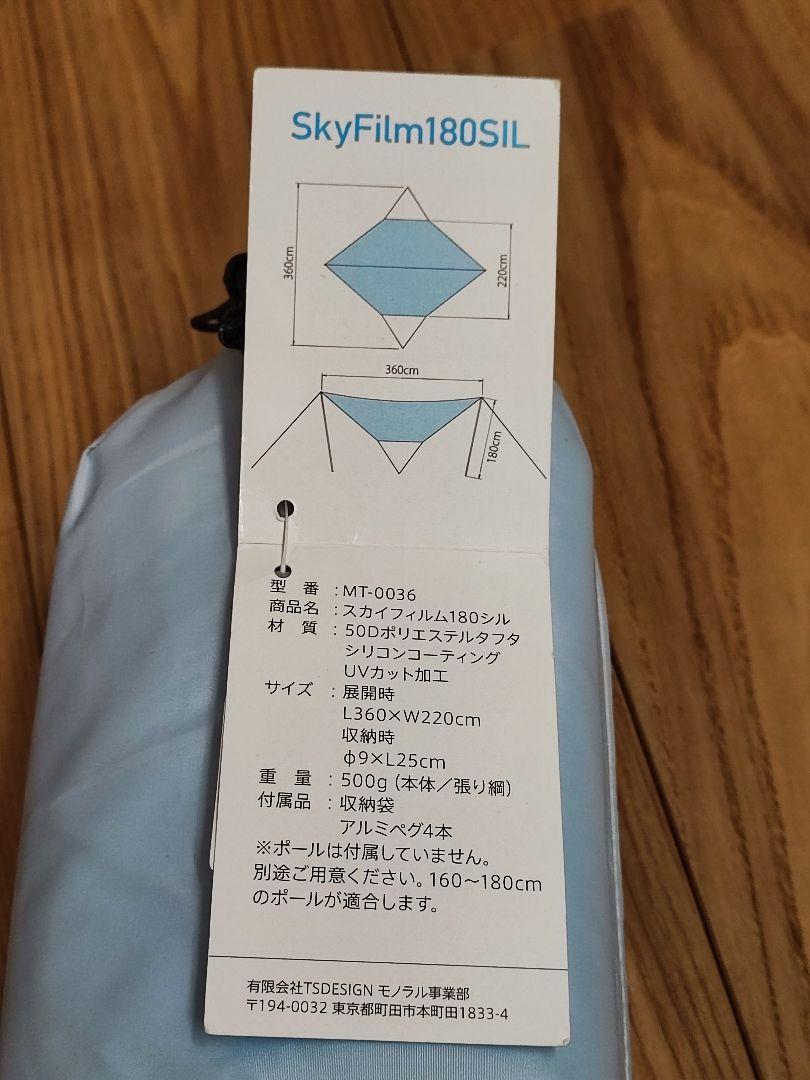 SkyFilm180SIL
360cm
220cm
360cm
180cm
型 番 : MT-0036
商品名 : スカイフィルム180シル
材 質 : 50Dポリエステルタフタ
シリコンコーティング
UVカット加工
サイズ : 展開時
L360×W220cm
収納時
φ9×L25cm
重 量 : 500g (本体/張り綱)
付属品 : 収納袋
アルミペグ4本
※ポールは付属していません。
別途ご用意ください。160〜180cm
のポールが適合します。
有限会社TSDESIGN モノラル事業部
〒194-0032 東京都町田市本町田1833-4